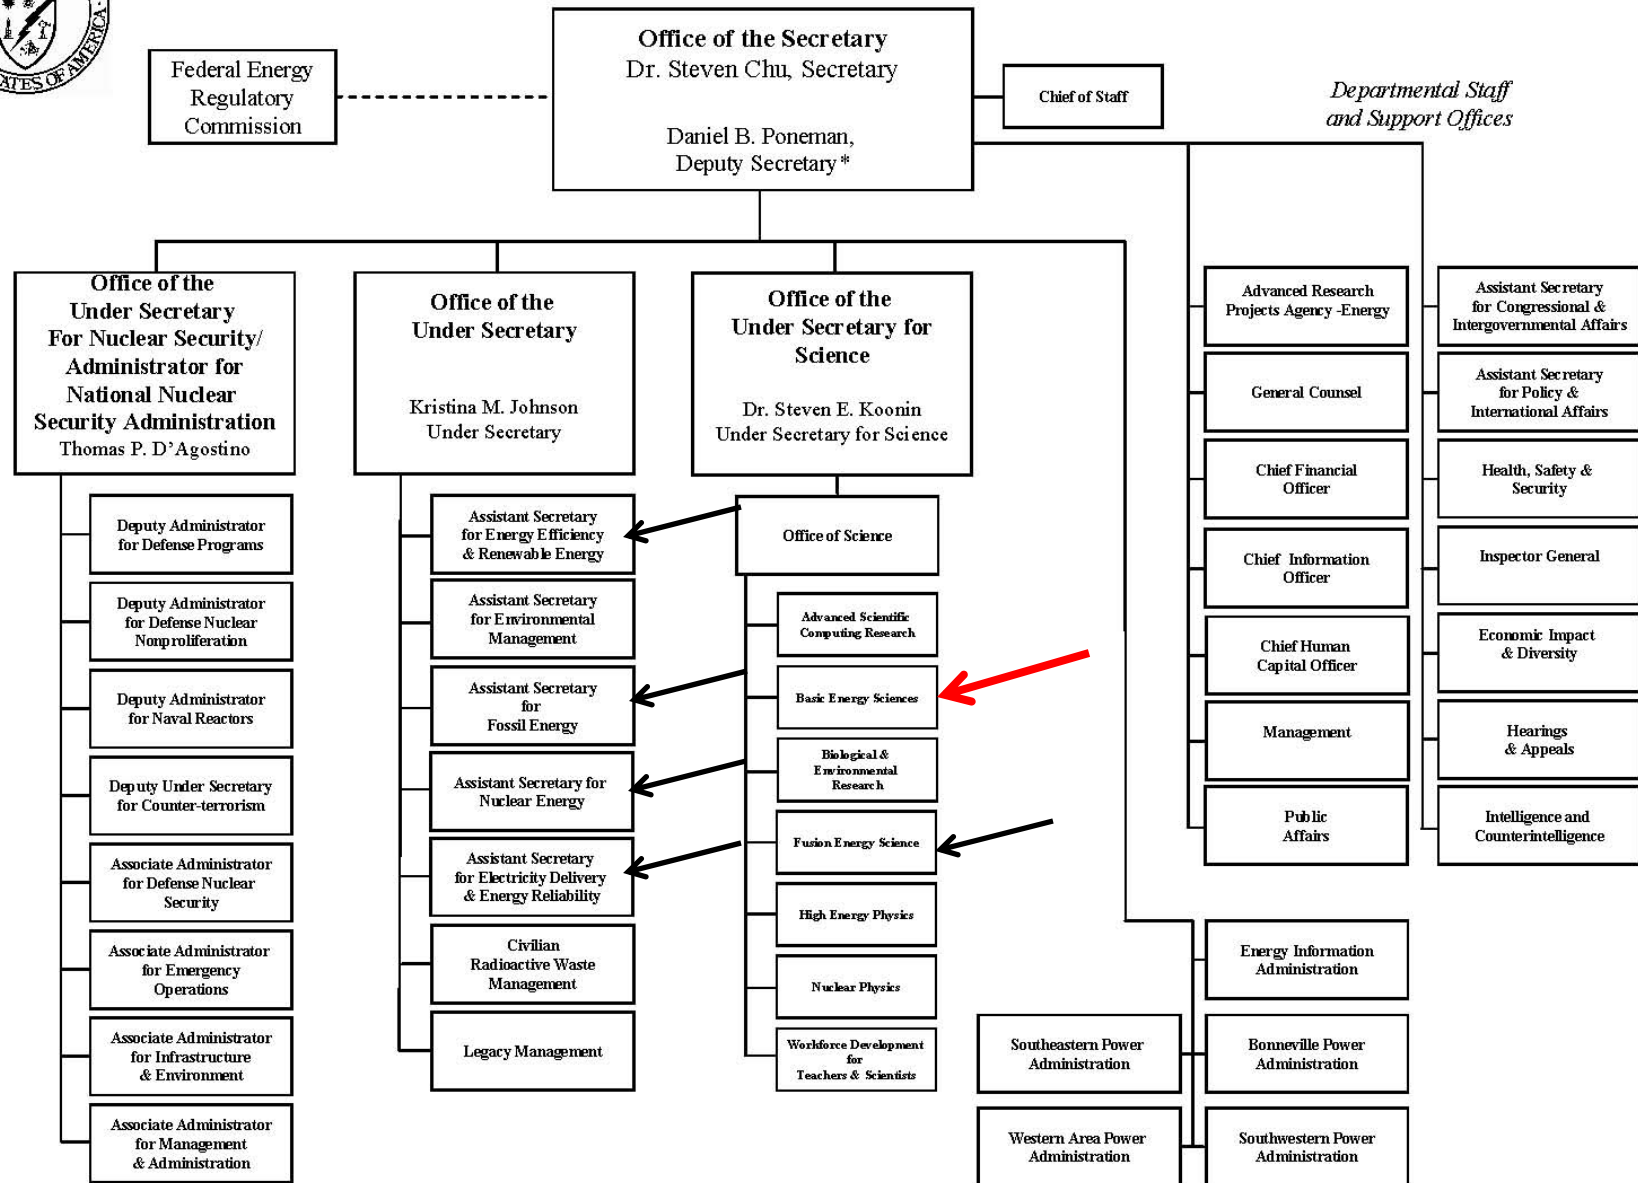 ATES OF AMERICA
Federal Energy
Regulatory
Commission
Office of the Secretary
Dr. Steven Chu, Secretary
Daniel B. Poneman,
Deputy Secretary*
Chief of Staff
Departmental Staff
and Support Offices
Office of the
Under Secretary
For Nuclear Security/
Administrator for
National Nuclear
Security Administration
Thomas P. D'Agostino
Deputy Administrator
for Defense Programs
Deputy Administrator
for Defense Nuclear
Nonproliferation
Deputy Administrator
for Naval Reactors
Deputy Under Secretary
for Counter-terrorism
Associate Administrator
for Defense Nuclear
Security
Associate Administrator
for Emergency
Operations
Associate Administrator
for Infrastructure
& Environment
Associate Administrator
for Management
& Administration
Office of the
Under Secretary
Kristina M. Johnson
Under Secretary
Assistant Secretary
for Energy Efficiency
& Renewable Energy
Assistant Secretary
for Environmental
Management
Assistant Secretary
for
Fossil Energy
Assistant Secretary for
Nuclear Energy
Assistant Secretary
for Electricity Delivery
& Energy Reliability
Civilian
Radioactive Waste
Management
Legacy Management
Office of the
Under Secretary for
Science
Dr. Steven E. Koonin
Under Secretary for Science
Office of Science
Advanced Scientific
Computing Research
Basic Energy Sciences
Biological &
Environmental
Research
Fusion Energy Science
High Energy Physics
Nuclear Physics
Workforce Development
for
Teachers & Scientists
Advanced Research
Projects Agency -Energy
General Counsel
Chief Financial
Officer
Chief Information
Officer
Chief Human
Capital Officer
Management
Public
Affairs
Assistant Secretary
for Congressional &
Intergovernmental Affairs
Assistant Secretary
for Policy &
International Affairs
Health, Safety &
Security
Inspector General
Economic Impact
& Diversity
Hearings
& Appeals
Intelligence and
Counterintelligence
Energy Information
Administration
Southeastern Power
Administration
Bonneville Power
Administration
Western Area Power
Administration
Southwestern Power
Administration